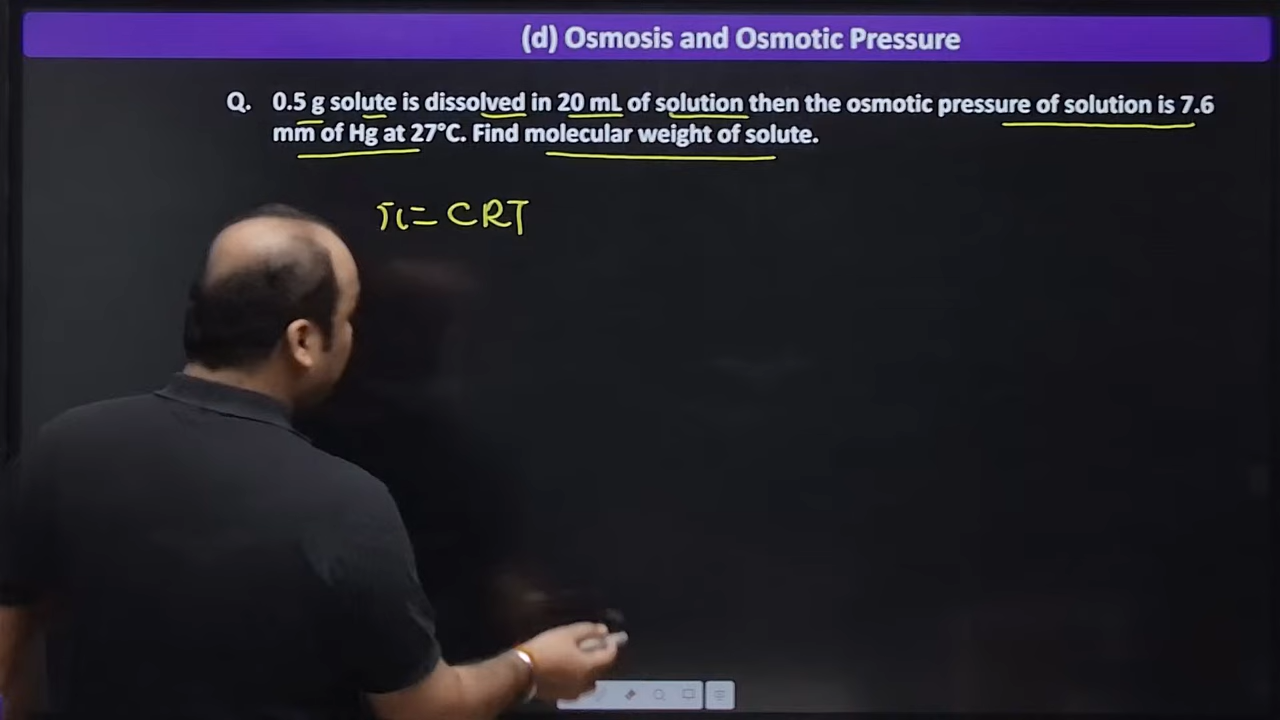 (d) Osmosis and Osmotic Pressure
Q. 0.5 g solute is dissolved in 20 mL of solution then the osmotic pressure of solution is 7.6
mm of Hg at 27°C. Find molecular weight of solute.
π = CRT